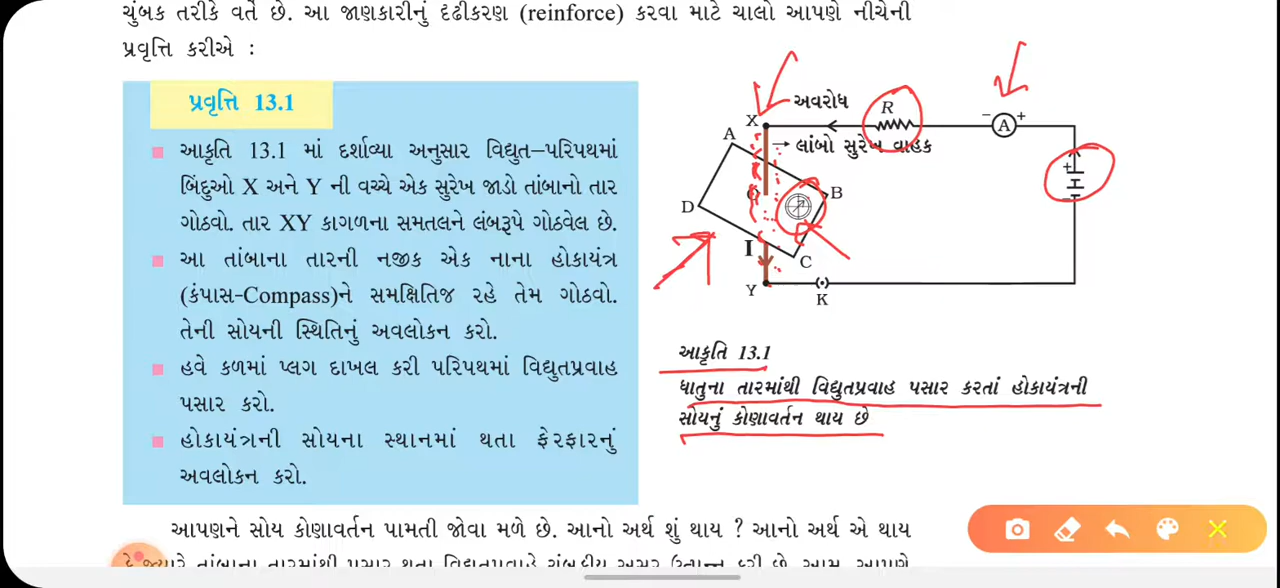 ચુંબક તરીકે વર્તે છે. આ જાણકારીનું દૃઢીકરણ (reinforce) કરવા માટે ચાલો આપણે નીચેની
પ્રવૃત્તિ કરીએ :
પ્રવૃત્તિ 13.1
આકૃતિ 13.1 માં દર્શાવ્યા અનુસાર વિદ્યુત-પરિપથમાં
બિંદુઓ X અને Y ની વચ્ચે એક સુરેખ જાડો તાંબાનો તાર
ગોઠવો. તાર XY કાગળના સમતલને લંબરૂપે ગોઠવેલ છે.
આ તાંબાના તારની નજીક એક નાના હોકાયંત્ર
(કંપાસ-Compass)ને સમક્ષિતિજ રહે તેમ ગોઠવો.
તેની સોયની સ્થિતિનું અવલોકન કરો.
હવે કળમાં પ્લગ દાખલ કરી પરિપથમાં વિદ્યુતપ્રવાહ
પસાર કરો.
હોકાયંત્રની સોયના સ્થાનમાં થતા ફેરફારનું
અવલોકન કરો.
X
અવરોધ
R
− A +
A
લાંબો સુરેખ વાહક
+
B
D
I
C
Y
K
આકૃતિ 13.1
ધાતુના તારમાંથી વિદ્યુતપ્રવાહ પસાર કરતાં હોકાયંત્રની
સોયનું કોણાવર્તન થાય છે
આપણને સોય કોણાવર્તન પામતી જોવા મળે છે. આનો અર્થ શું થાય ? આનો અર્થ એ થાય